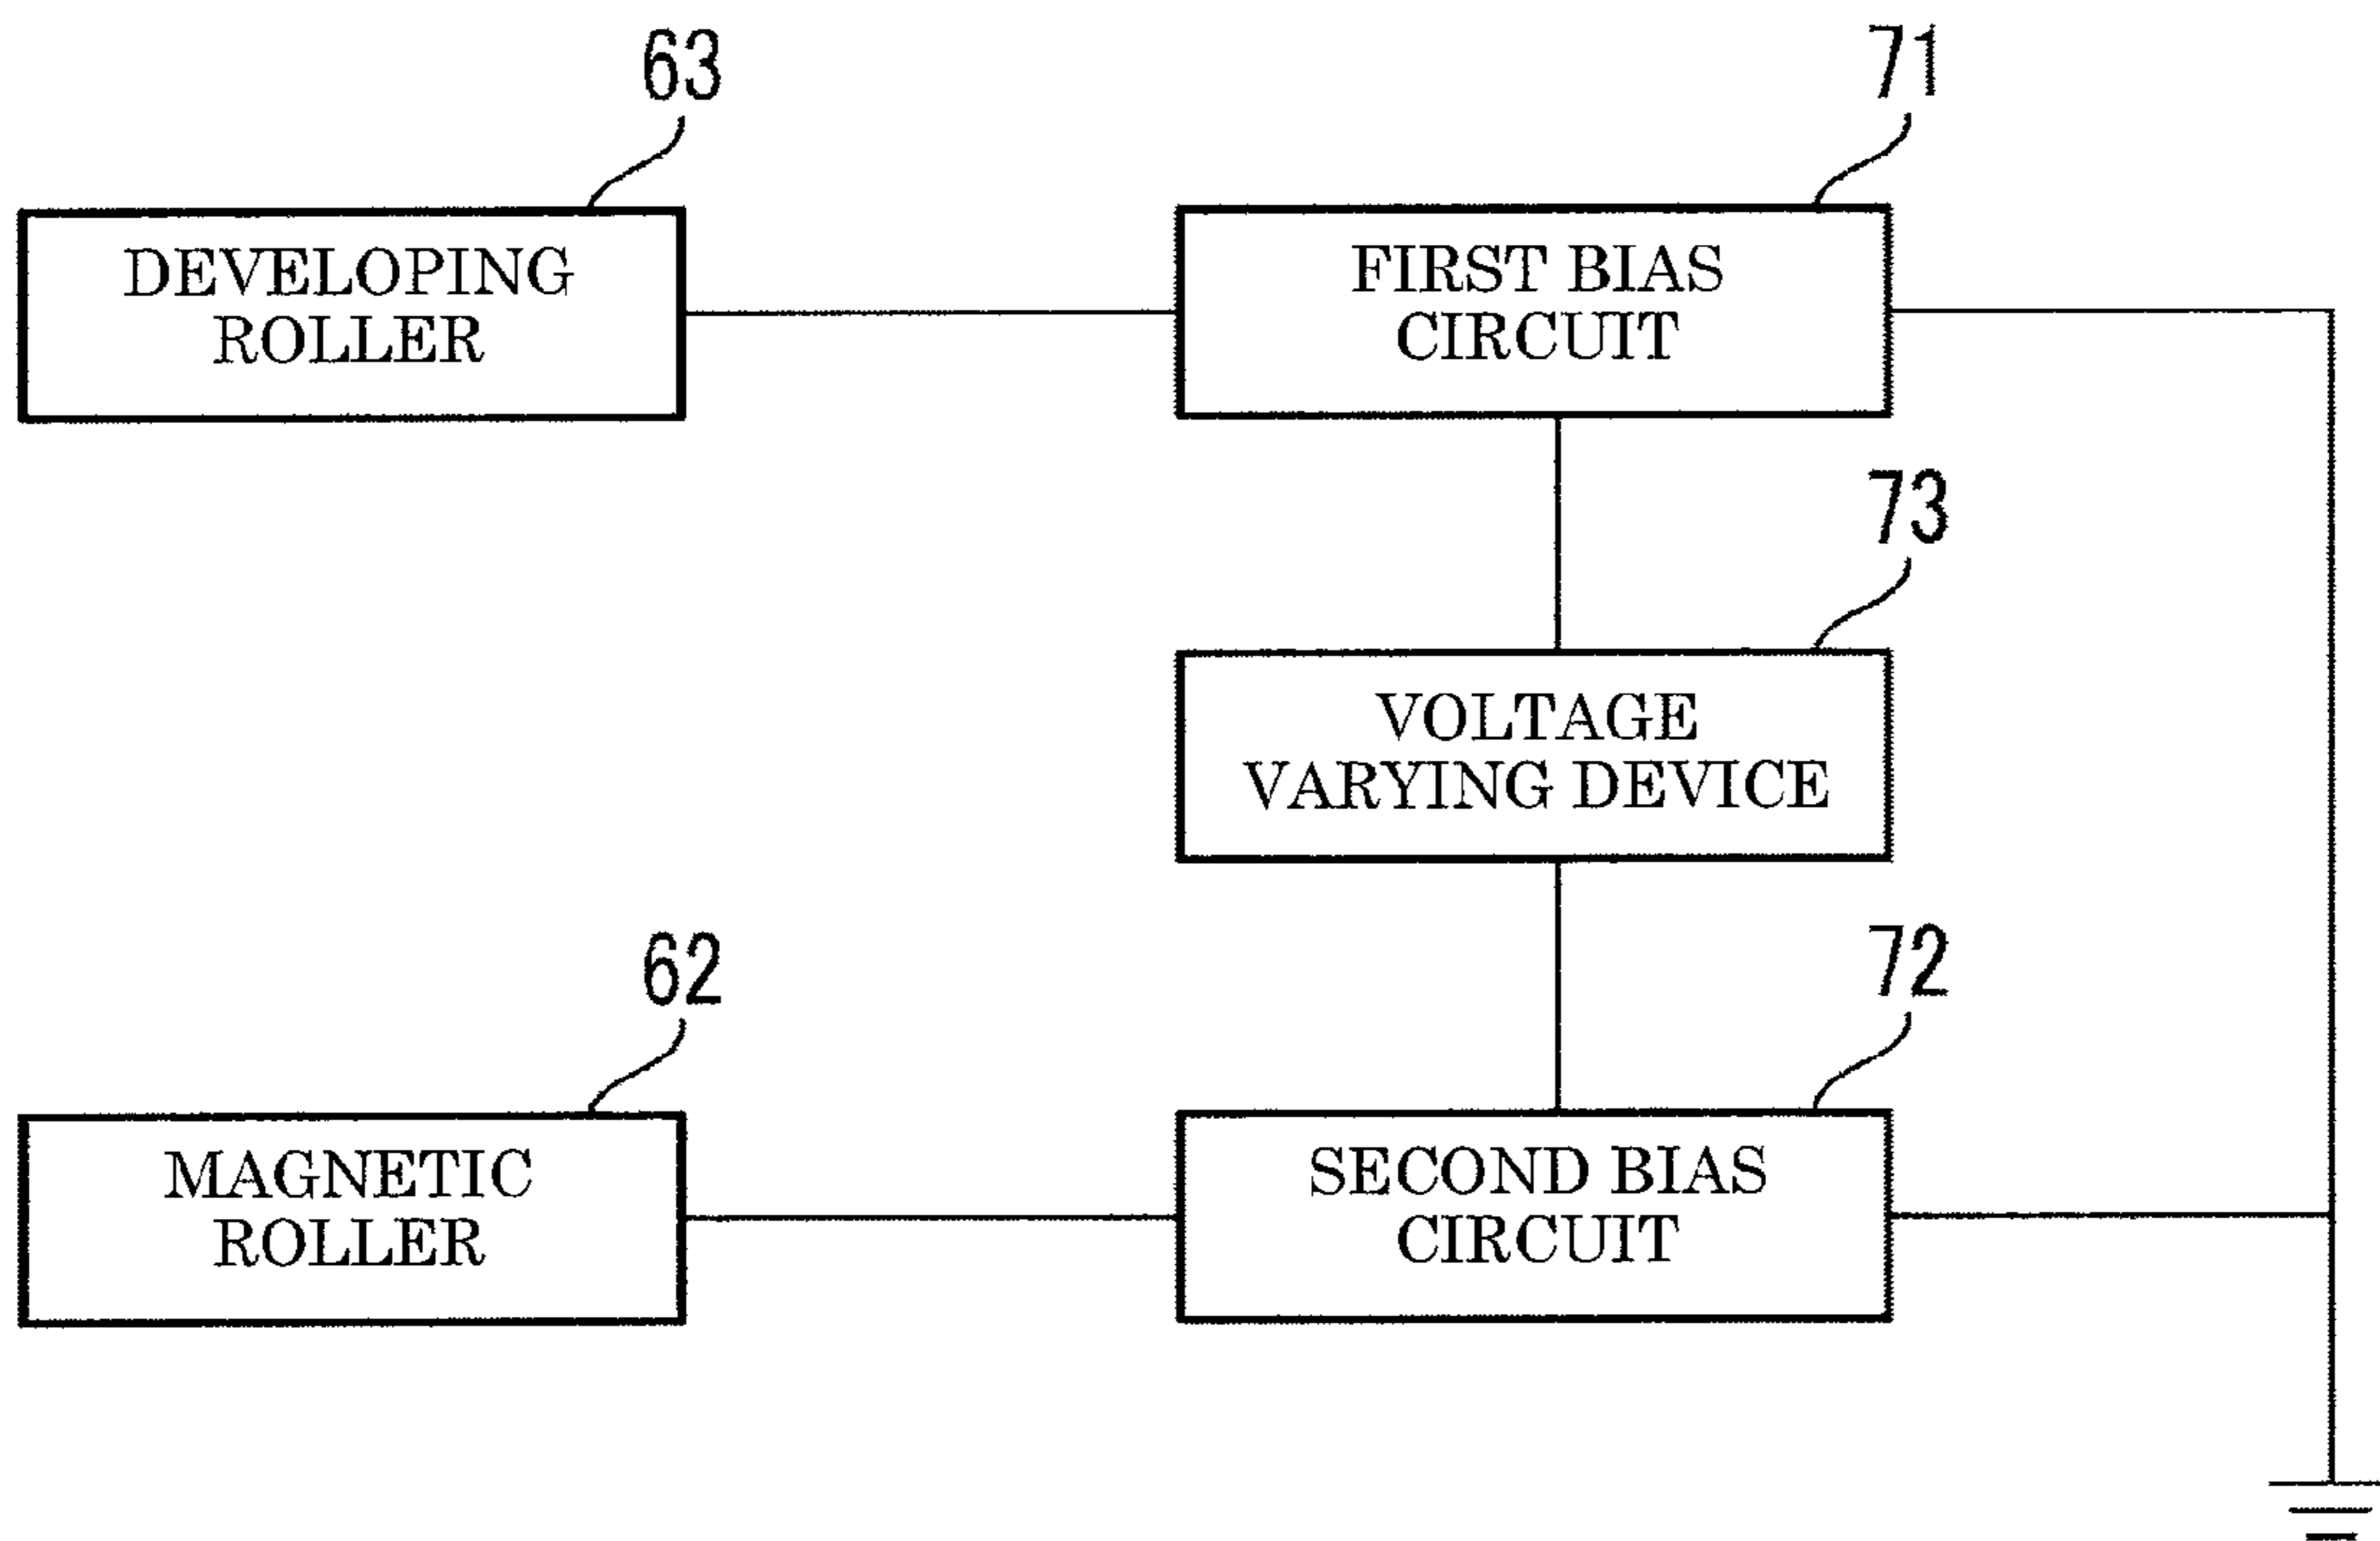 63
71
DEVELOPING
ROLLER
FIRST BIAS
CIRCUIT
73
VOLTAGE
VARYING DEVICE
62
72
MAGNETIC
ROLLER
SECOND BIAS
CIRCUIT